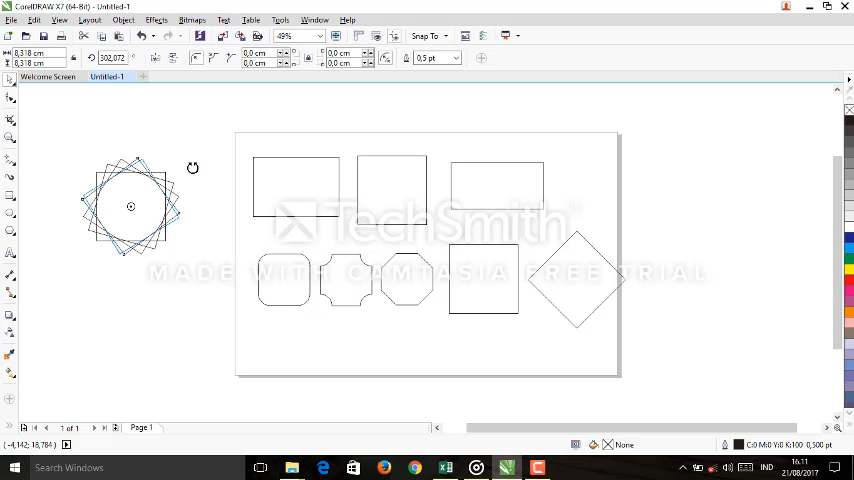 CorelDRAW X7 (64-Bit) - Untitled-1
File Edit View Layout Object Effects Bitmaps Text Table Tools Window Help
49% Snap To
8,318 cm
8,318 cm
302,072 °
0,0 cm
0,0 cm
0,0 cm
0,0 cm
0,5 pt
Welcome Screen Untitled-1
TechSmith
MADE WITH CAMTASIA FREE TRIAL
1 of 1 Page 1
( -4,142; 18,784 ) None C:0 M:0 Y:0 K:100 0,500 pt
Search Windows
IND
16.11
21/08/2017